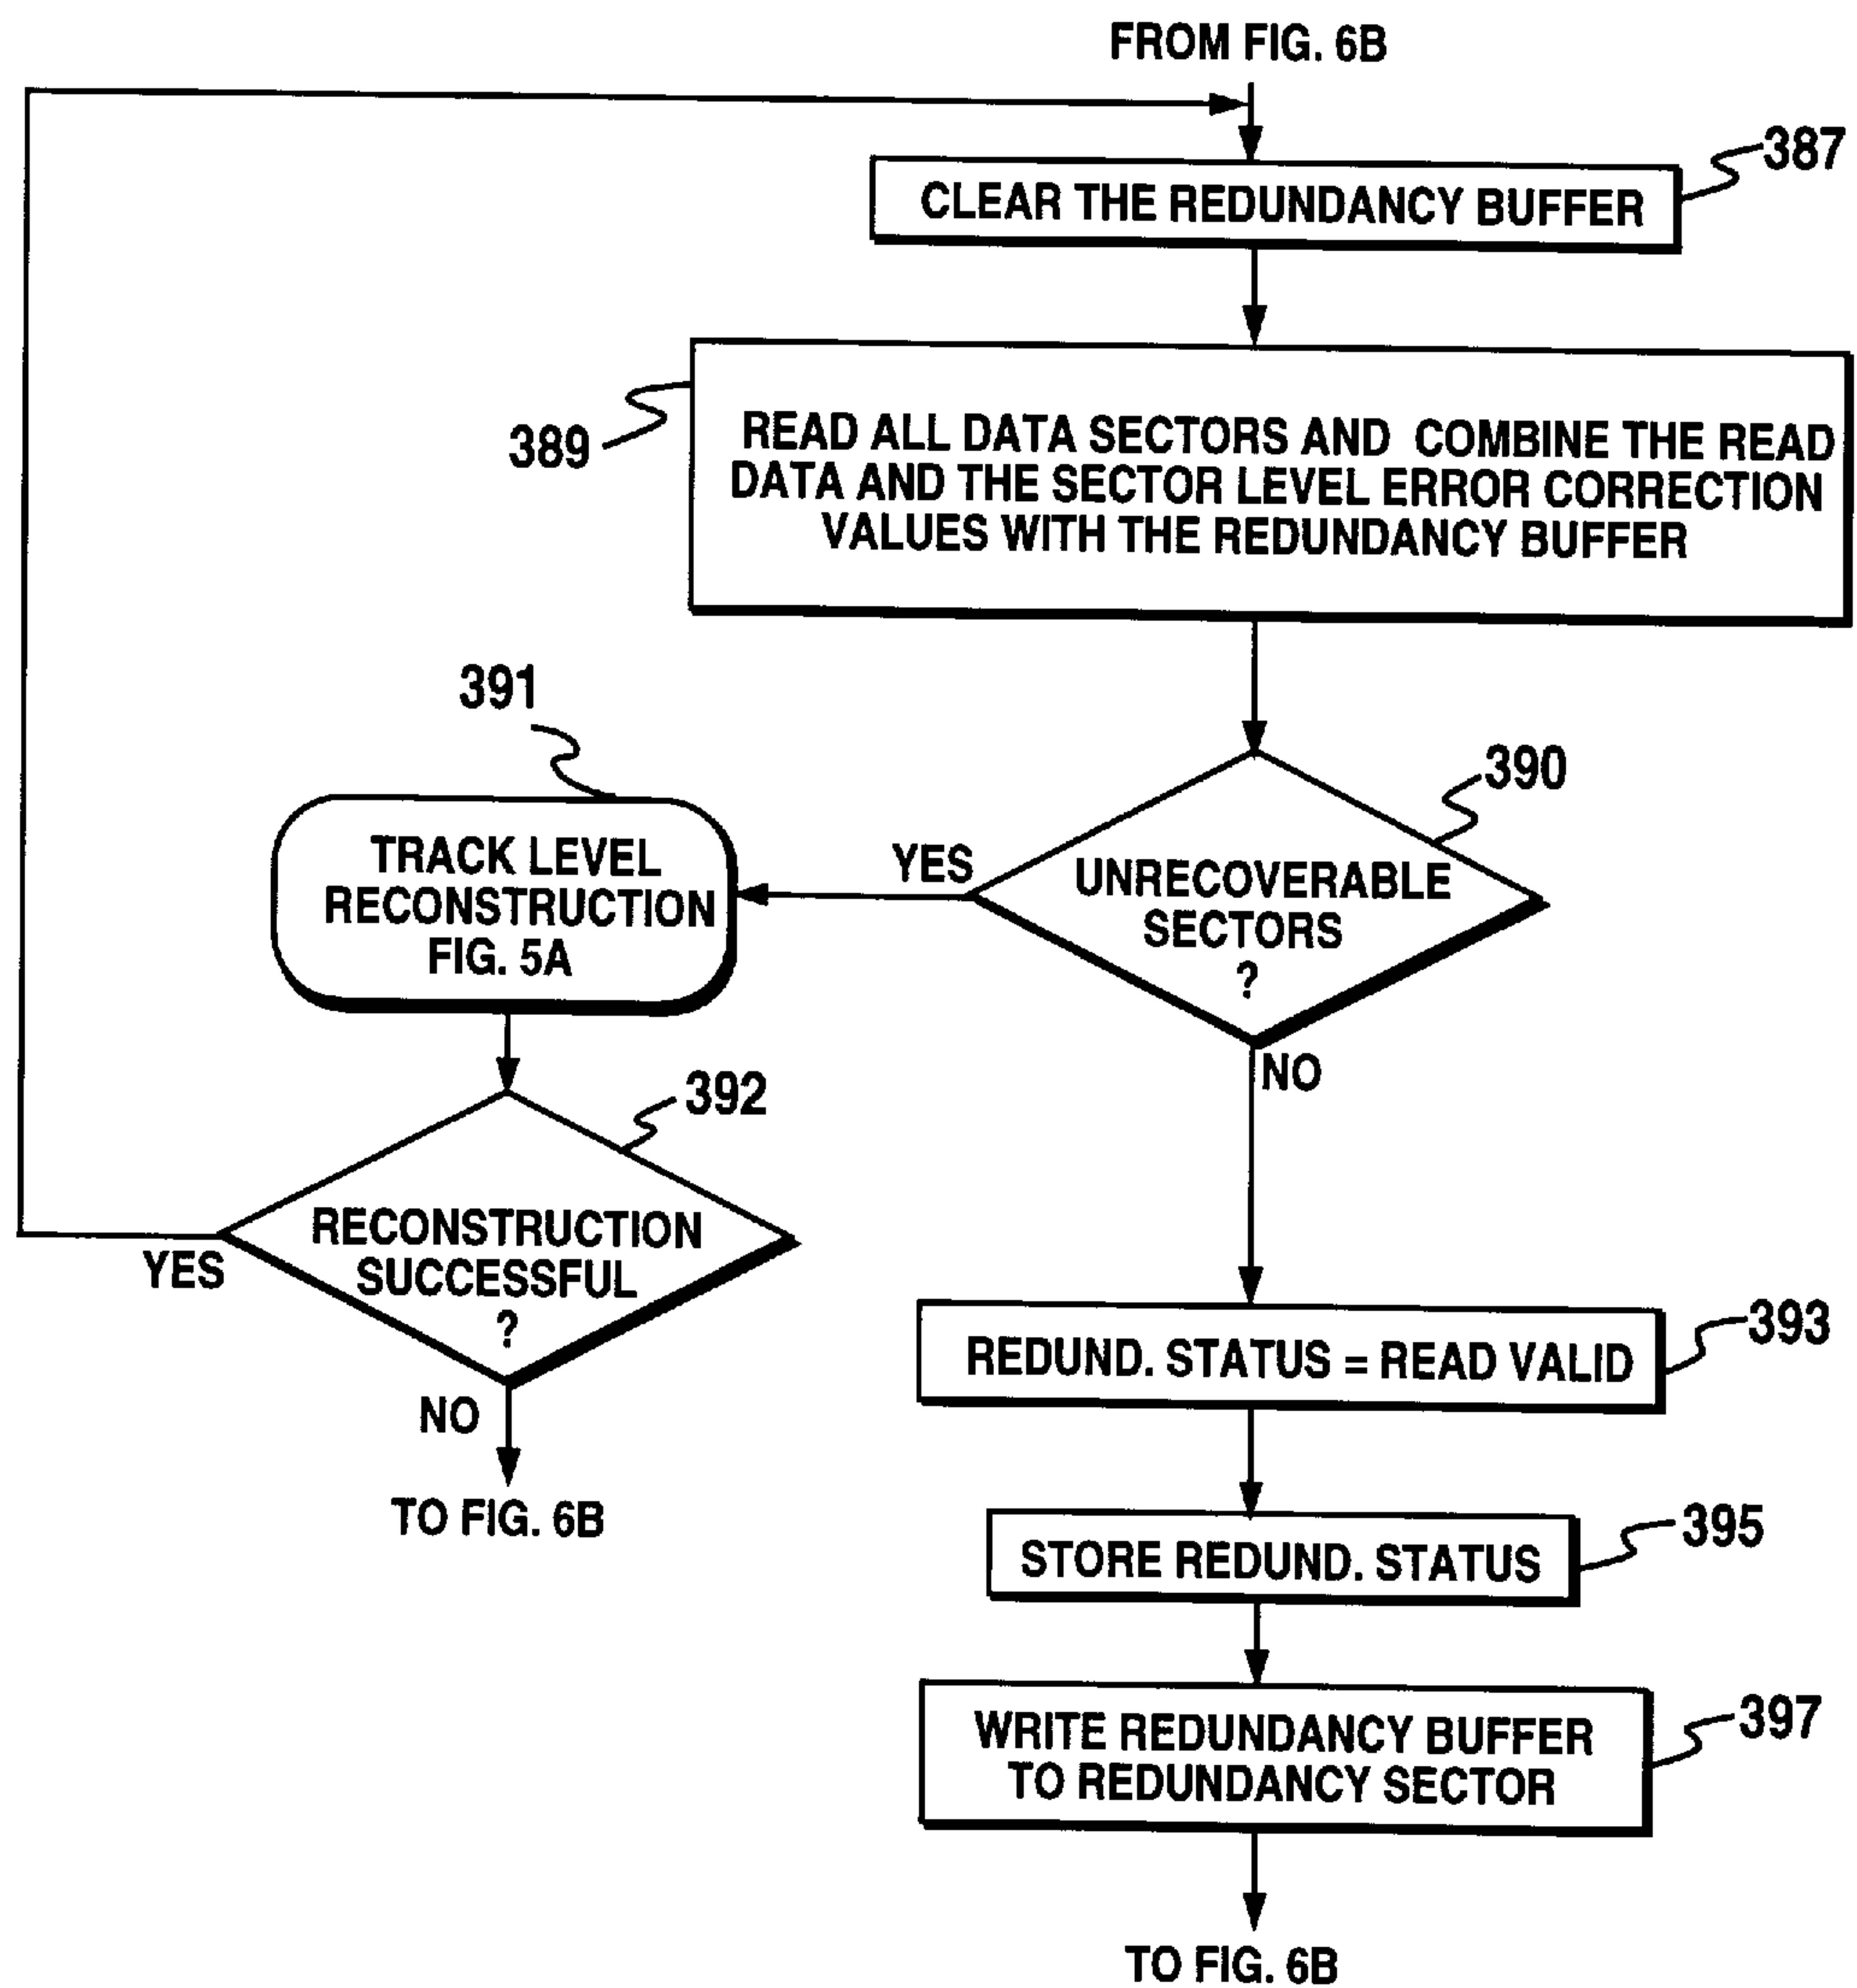 FROM FIG. 6B
387
CLEAR THE REDUNDANCY BUFFER
389
READ ALL DATA SECTORS AND COMBINE THE READ
DATA AND THE SECTOR LEVEL ERROR CORRECTION
VALUES WITH THE REDUNDANCY BUFFER
391
390
TRACK LEVEL
RECONSTRUCTION
FIG. 5A
YES
UNRECOVERABLE
SECTORS
?
NO
392
RECONSTRUCTION
SUCCESSFUL
?
YES
NO
TO FIG. 6B
393
REDUND. STATUS = READ VALID
395
STORE REDUND. STATUS
397
WRITE REDUNDANCY BUFFER
TO REDUNDANCY SECTOR
TO FIG. 6B